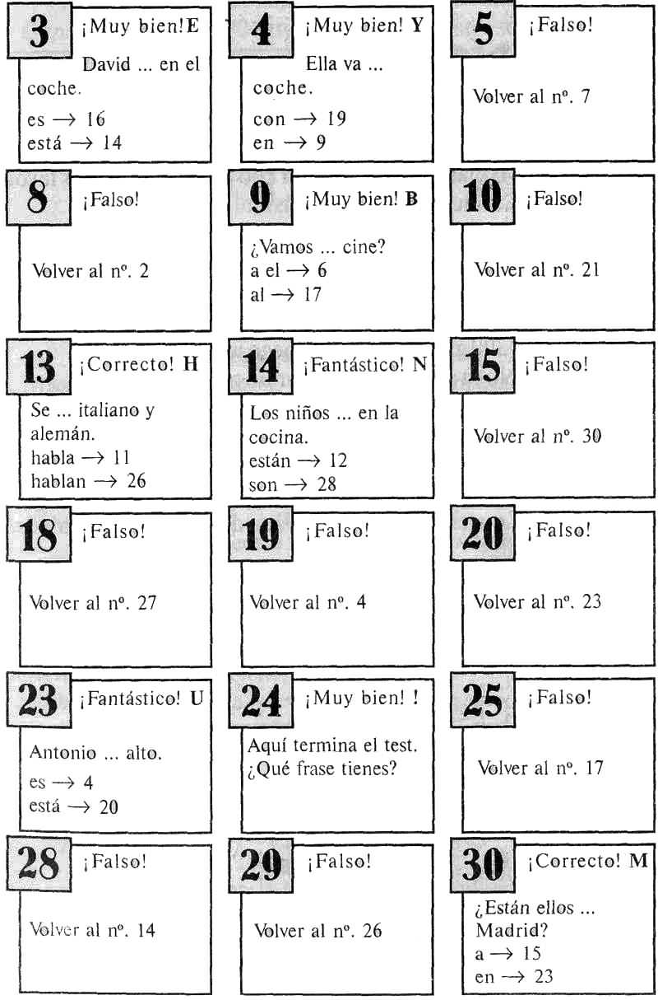 3 ¡Muy bien! E
David ... en el
coche.
es → 16
está → 14
4 ¡Muy bien! Y
Ella va ...
coche.
con → 19
en → 9
5 ¡Falso!
Volver al nº. 7
8 ¡Falso!
Volver al nº. 2
9 ¡Muy bien! B
¿Vamos ... cine?
a el → 6
al → 17
10 ¡Falso!
Volver al nº. 21
13 ¡Correcto! H
Se ... italiano y
alemán.
habla → 11
hablan → 26
14 ¡Fantástico! N
Los niños ... en la
cocina.
están → 12
son → 28
15 ¡Falso!
Volver al nº. 30
18 ¡Falso!
Volver al nº. 27
19 ¡Falso!
Volver al nº. 4
20 ¡Falso!
Volver al nº. 23
23 ¡Fantástico! U
Antonio ... alto.
es → 4
está → 20
24 ¡Muy bien! !
Aquí termina el test.
¿Qué frase tienes?
25 ¡Falso!
Volver al nº. 17
28 ¡Falso!
Volver al nº. 14
29 ¡Falso!
Volver al nº. 26
30 ¡Correcto! M
¿Están ellos ...
Madrid?
a → 15
en → 23